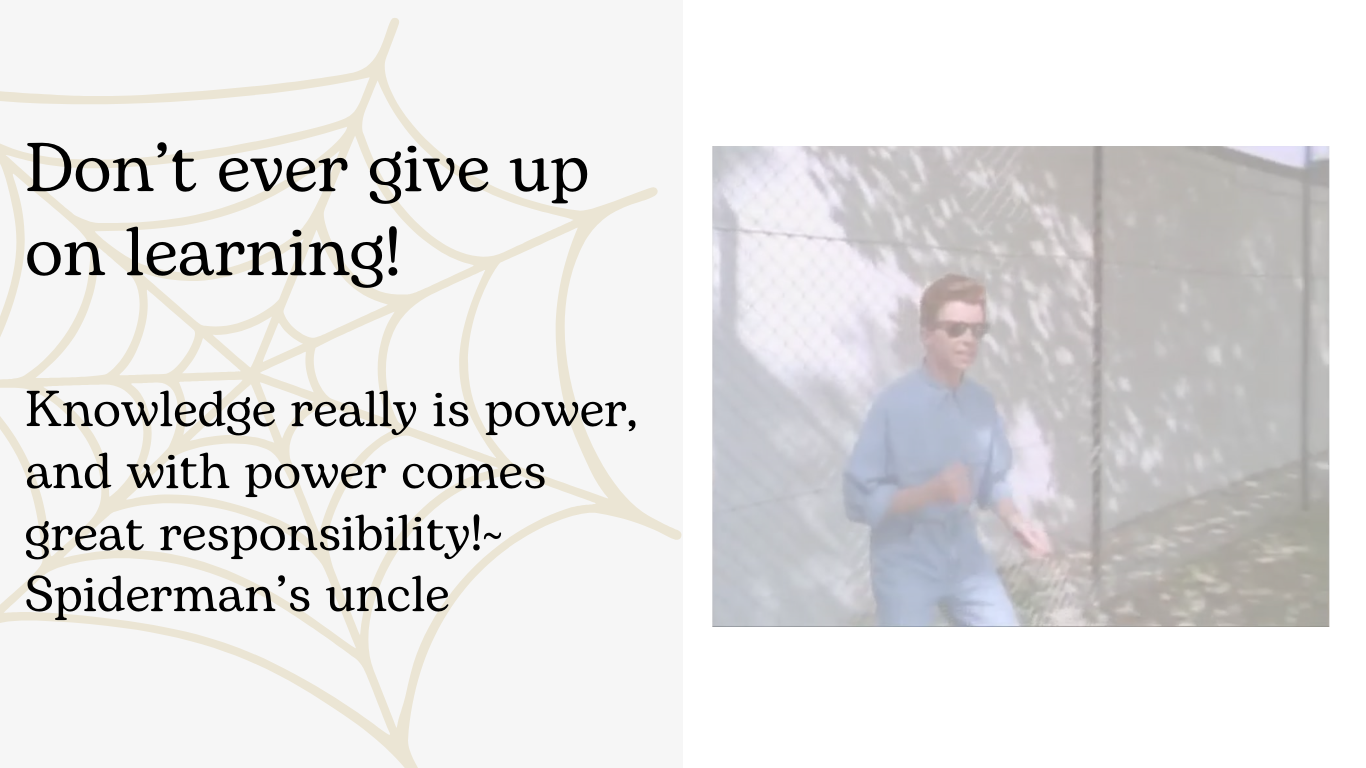 Don’t ever give up
on learning!
Knowledge really is power,
and with power comes
great responsibility!~
Spiderman’s uncle